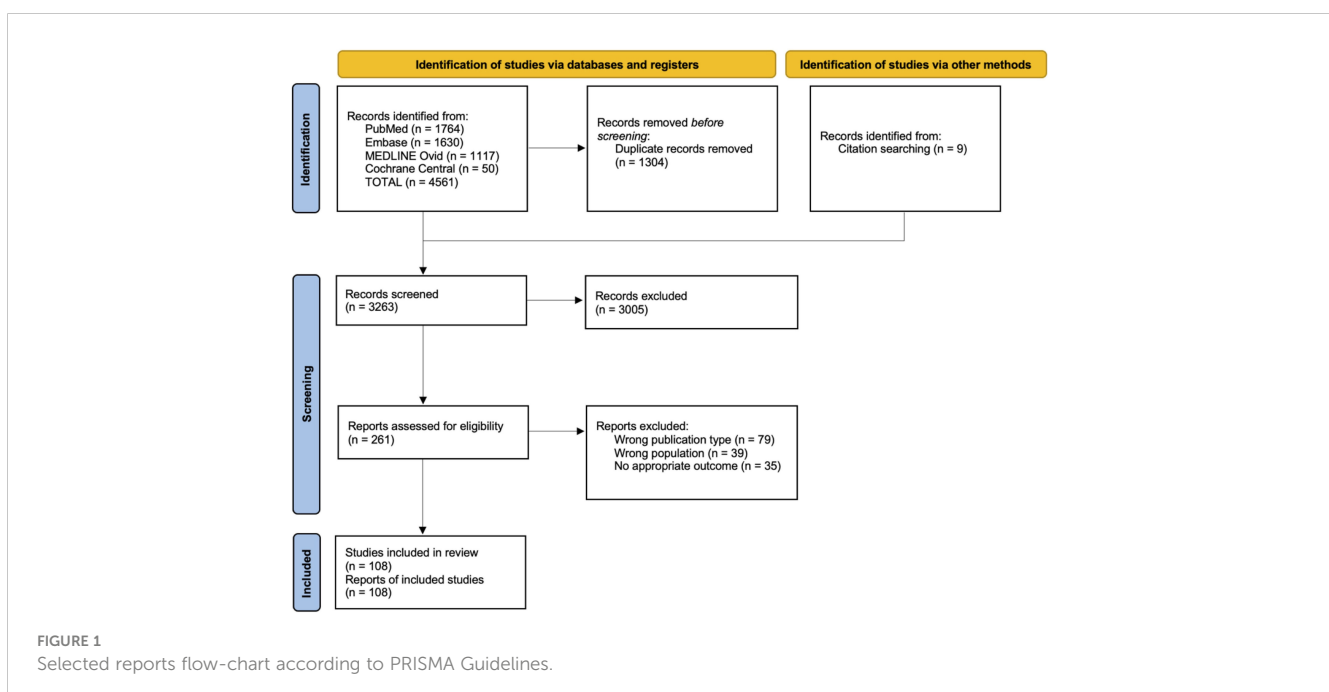 Identification of studies via databases and registers
Identification of studies via other methods
Identification
Records identified from:
PubMed (n = 1764)
Embase (n = 1630)
MEDLINE Ovid (n = 1117)
Cochrane Central (n = 50)
TOTAL (n = 4561)
Records removed before
screening:
Duplicate records removed
(n = 1304)
Records identified from:
Citation searching (n = 9)
Screening
Records screened
(n = 3263)
Records excluded
(n = 3005)
Reports assessed for eligibility
(n = 261)
Reports excluded:
Wrong publication type (n = 79)
Wrong population (n = 39)
No appropriate outcome (n = 35)
Included
Studies included in review
(n = 108)
Reports of included studies
(n = 108)
FIGURE 1
Selected reports flow-chart according to PRISMA Guidelines.